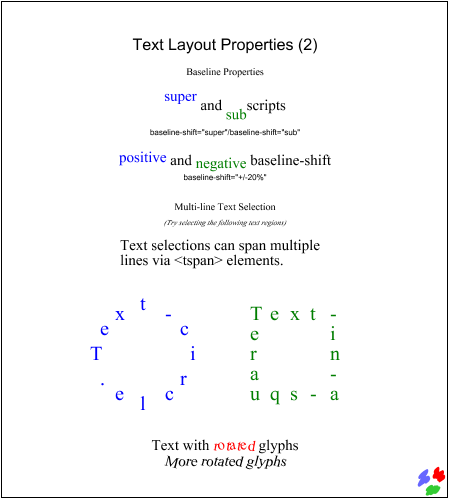 Text Layout Properties (2)
Baseline Properties
super and subscripts
baseline-shift="super"/baseline-shift="sub"
positive and negative baseline-shift
baseline-shift="+/-20%"
Multi-line Text Selection
(Try selecting the following text regions)
Text selections can span multiple
lines via <tspan> elements.
Text-circle.
Text-in-a-square
Text with rotated glyphs
More rotated glyphs